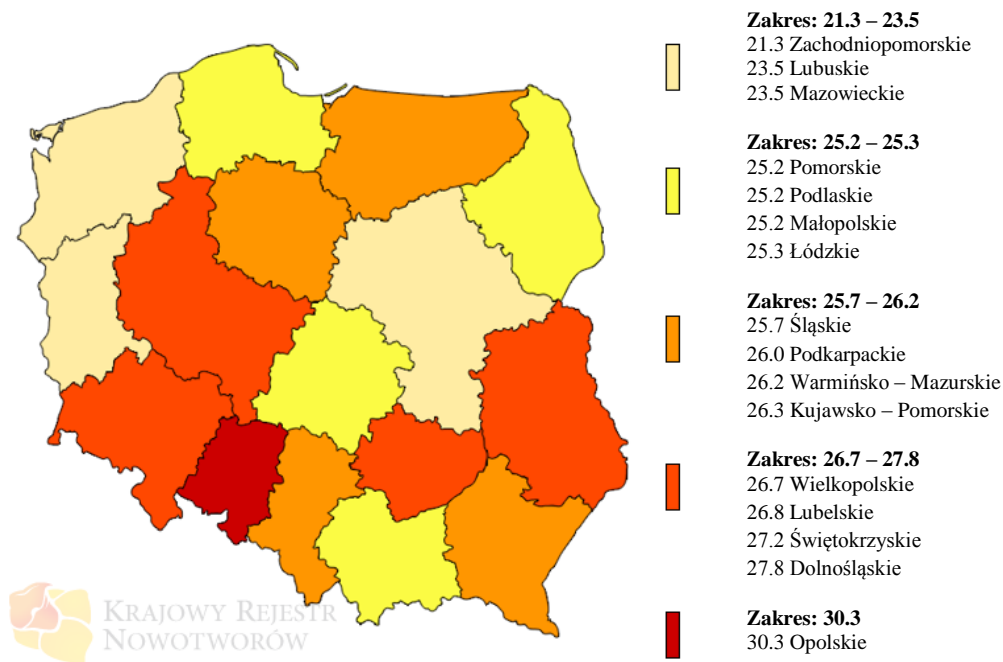 Zakres: 21.3 – 23.5
21.3 Zachodniopomorskie
23.5 Lubuskie
23.5 Mazowieckie
Zakres: 25.2 – 25.3
25.2 Pomorskie
25.2 Podlaskie
25.2 Małopolskie
25.3 Łódzkie
Zakres: 25.7 – 26.2
25.7 Śląskie
26.0 Podkarpackie
26.2 Warmińsko – Mazurskie
26.3 Kujawsko – Pomorskie
Zakres: 26.7 – 27.8
26.7 Wielkopolskie
26.8 Lubelskie
27.2 Świętokrzyskie
27.8 Dolnośląskie
Zakres: 30.3
30.3 Opolskie
KRAJOWY REJESTR
NOWOTWORÓW